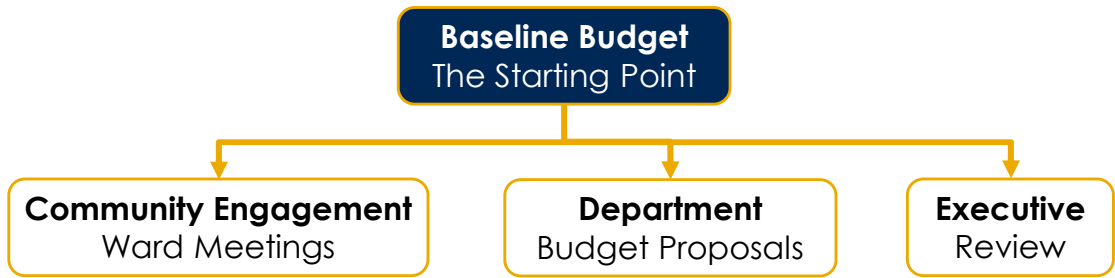 Baseline Budget
The Starting Point
Community Engagement
Ward Meetings
Department
Budget Proposals
Executive
Review